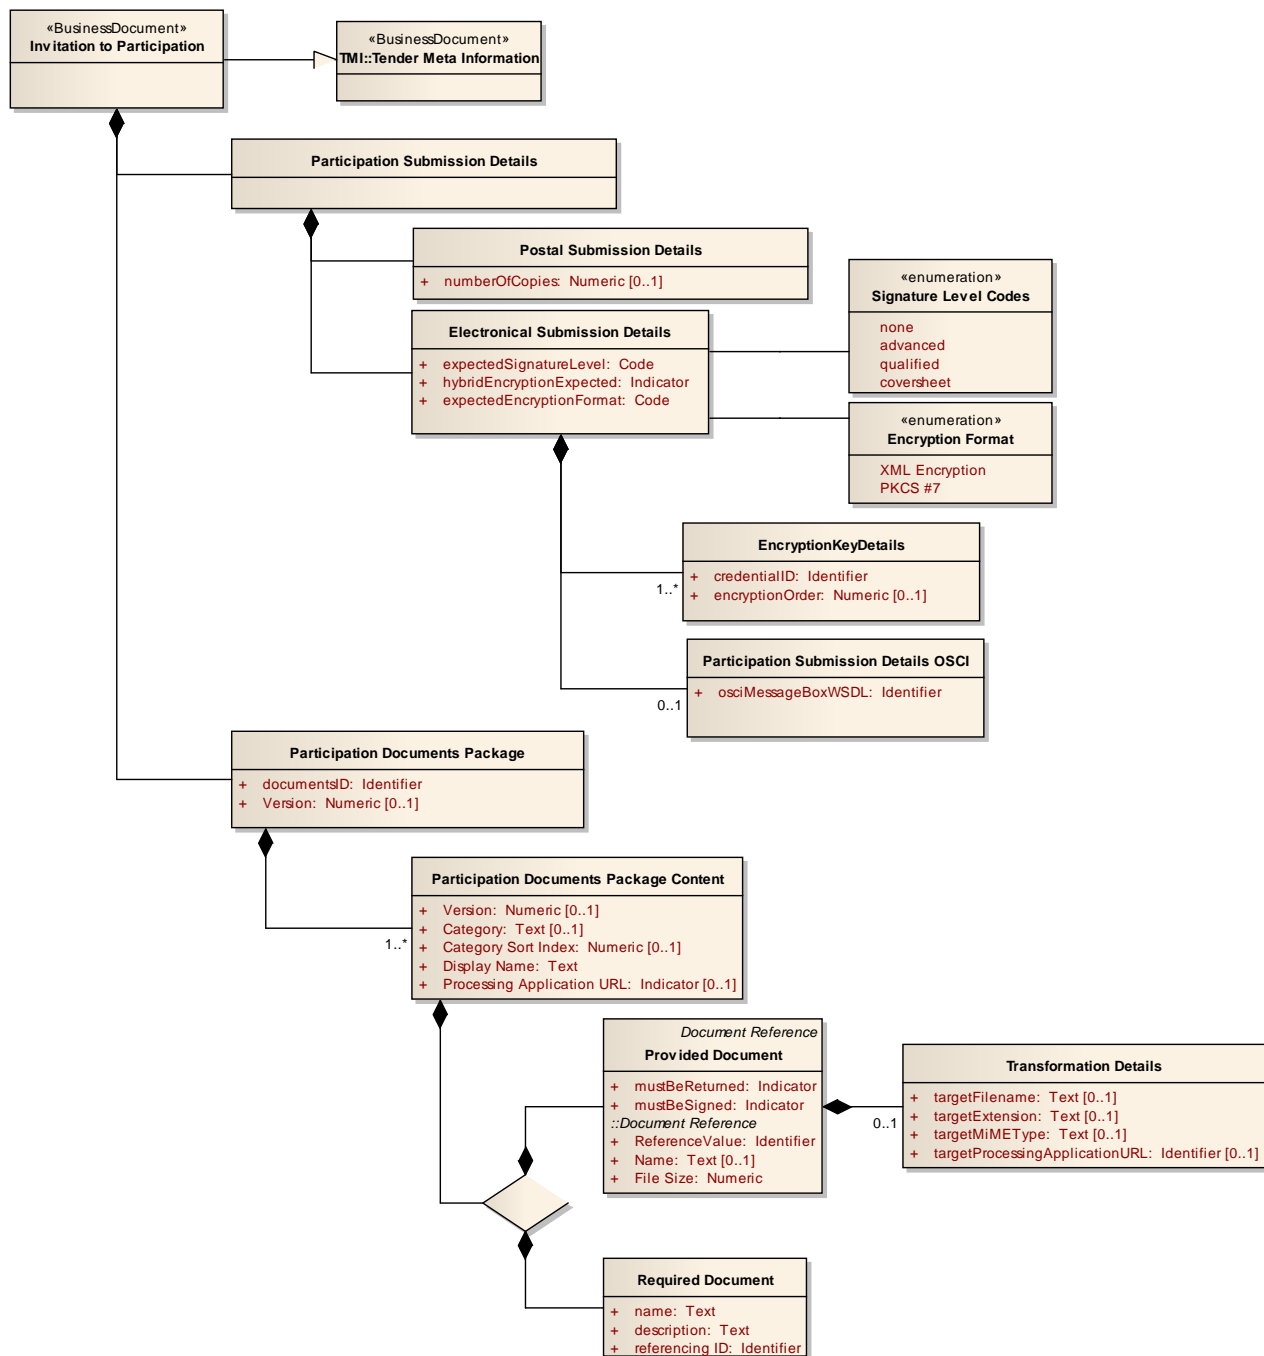 «BusinessDocument»
Invitation to Participation
«BusinessDocument»
TMI::Tender Meta Information
Participation Submission Details
Postal Submission Details
+ numberOfCopies: Numeric [0..1]
«enumeration»
Signature Level Codes
none
advanced
qualified
coversheet
Electronical Submission Details
+ expectedSignatureLevel: Code
+ hybridEncryptionExpected: Indicator
+ expectedEncryptionFormat: Code
«enumeration»
Encryption Format
XML Encryption
PKCS #7
EncryptionKeyDetails
+ credentialID: Identifier
+ encryptionOrder: Numeric [0..1]
1..*
Participation Submission Details OSCI
+ osciMessageBoxWSDL: Identifier
0..1
Participation Documents Package
+ documentsID: Identifier
+ Version: Numeric [0..1]
Participation Documents Package Content
+ Version: Numeric [0..1]
+ Category: Text [0..1]
+ Category Sort Index: Numeric [0..1]
+ Display Name: Text
+ Processing Application URL: Indicator [0..1]
1..*
Document Reference
Provided Document
+ mustBeReturned: Indicator
+ mustBeSigned: Indicator
::Document Reference
+ ReferenceValue: Identifier
+ Name: Text [0..1]
+ File Size: Numeric
0..1
Transformation Details
+ targetFilename: Text [0..1]
+ targetExtension: Text [0..1]
+ targetMiMEType: Text [0..1]
+ targetProcessingApplicationURL: Identifier [0..1]
Required Document
+ name: Text
+ description: Text
+ referencing ID: Identifier